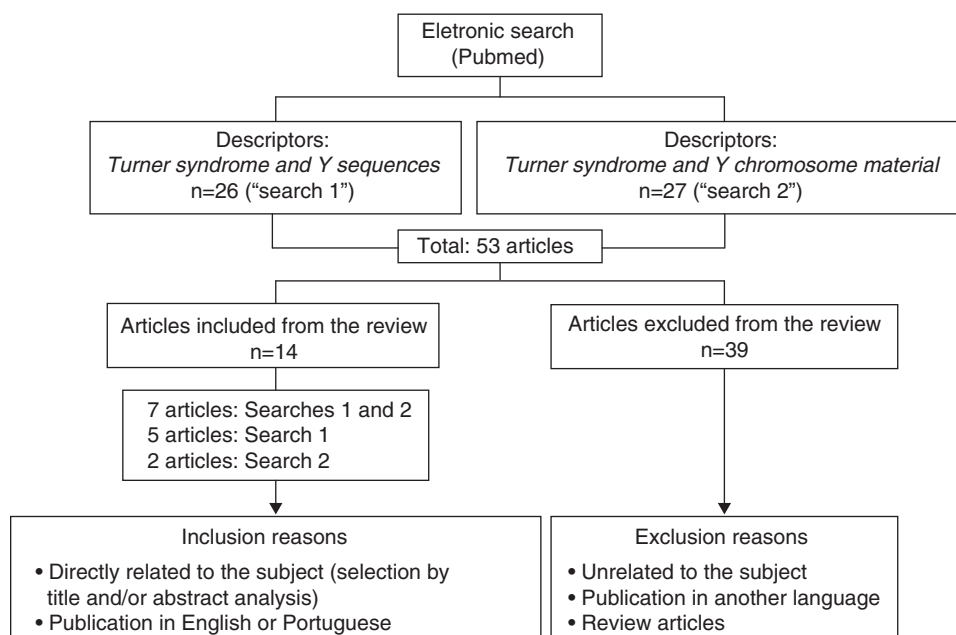 Eletronic search
(Pubmed)
Descriptors:
Turner syndrome and Y sequences
n=26 (“search 1”)
Descriptors:
Turner syndrome and Y chromosome material
n=27 (“search 2”)
Total: 53 articles
Articles included from the review
n=14
Articles excluded from the review
n=39
7 articles: Searches 1 and 2
5 articles: Search 1
2 articles: Search 2
Inclusion reasons
• Directly related to the subject (selection by
title and/or abstract analysis)
• Publication in English or Portuguese
Exclusion reasons
• Unrelated to the subject
• Publication in another language
• Review articles